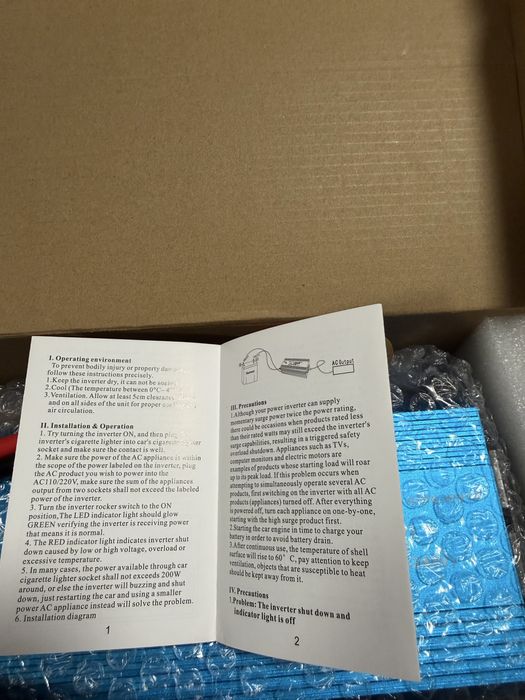 I. Operating environment
To prevent bodily injury or property
follow these instructions precisely.
1.Keep the inverter dry, it can not be
2.Cool (The temperature between 0°C-
3. Ventilation. Allow at least 5cm clearance
and on all sides of the unit for proper
air circulation.
II. Installation & Operation
1. Try turning the inverter ON, and then
inverter's cigarette lighter into car's
socket and make sure the contact is well.
2. Make sure the power of the AC appliance is within
the scope of the power labeled on the inverter, plug
the AC product you wish to power into the
AC110/220V, make sure the sum of the appliances
output from two sockets shall not exceed the labeled
power of the inverter.
3. Turn the inverter rocker switch to the ON
position,The LED indicator light should glow
GREEN verifying the inverter is receiving power
that means it is normal.
4. The RED indicator light indicates inverter shut
down caused by low or high voltage, overload or
excessive temperature.
5. In many cases, the power available through car
cigarette lighter socket shall not exceeds 200W
around, or else the inverter will buzzing and shut
down, just restarting the car and using a smaller
power AC appliance instead will solve the problem.
6. Installation diagram
1
AC Output
III. Precautions
1.Although your power inverter can supply
momentary surge power twice the power rating,
there could be occasions when products rated less
than their rated watts may still exceed the inverter's
surge capabilities, resulting in a triggered safety
overload shutdown. Appliances such as TVs,
computer monitors and electric motors are
examples of products whose starting load will roar
up to its peak load. If this problem occurs when
attempting to simultaneously operate several AC
products, first switching on the inverter with all AC
products (appliances) turned off. After everything
is powered off, turn each appliance on one-by-one,
starting with the high surge product first.
2.Starting the car engine in time to charge your
battery in order to avoid battery drain.
3.After continuous use, the temperature of shell
surface will rise to 60° C, pay attention to keep
ventilation, objects that are susceptible to heat
should be kept away from it.
IV. Precautions
1.Problem: The inverter shut down and
indicator light is off
2